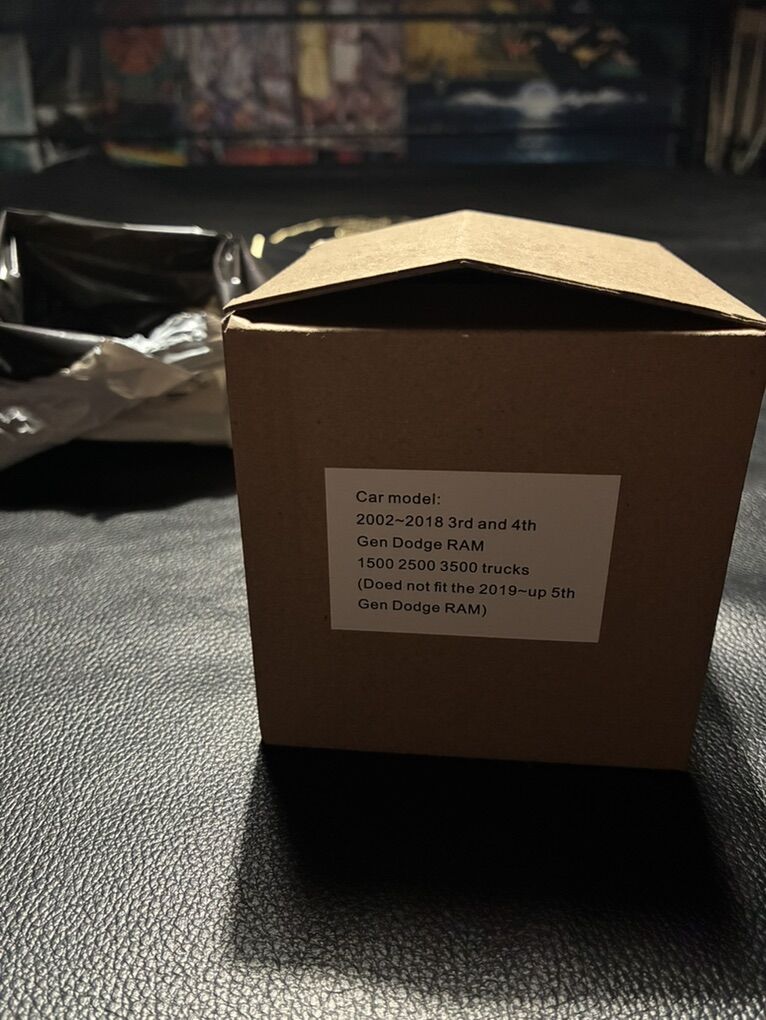 Car model:
2002~2018 3rd and 4th
Gen Dodge RAM
1500 2500 3500 trucks
(Doed not fit the 2019~up 5th
Gen Dodge RAM)